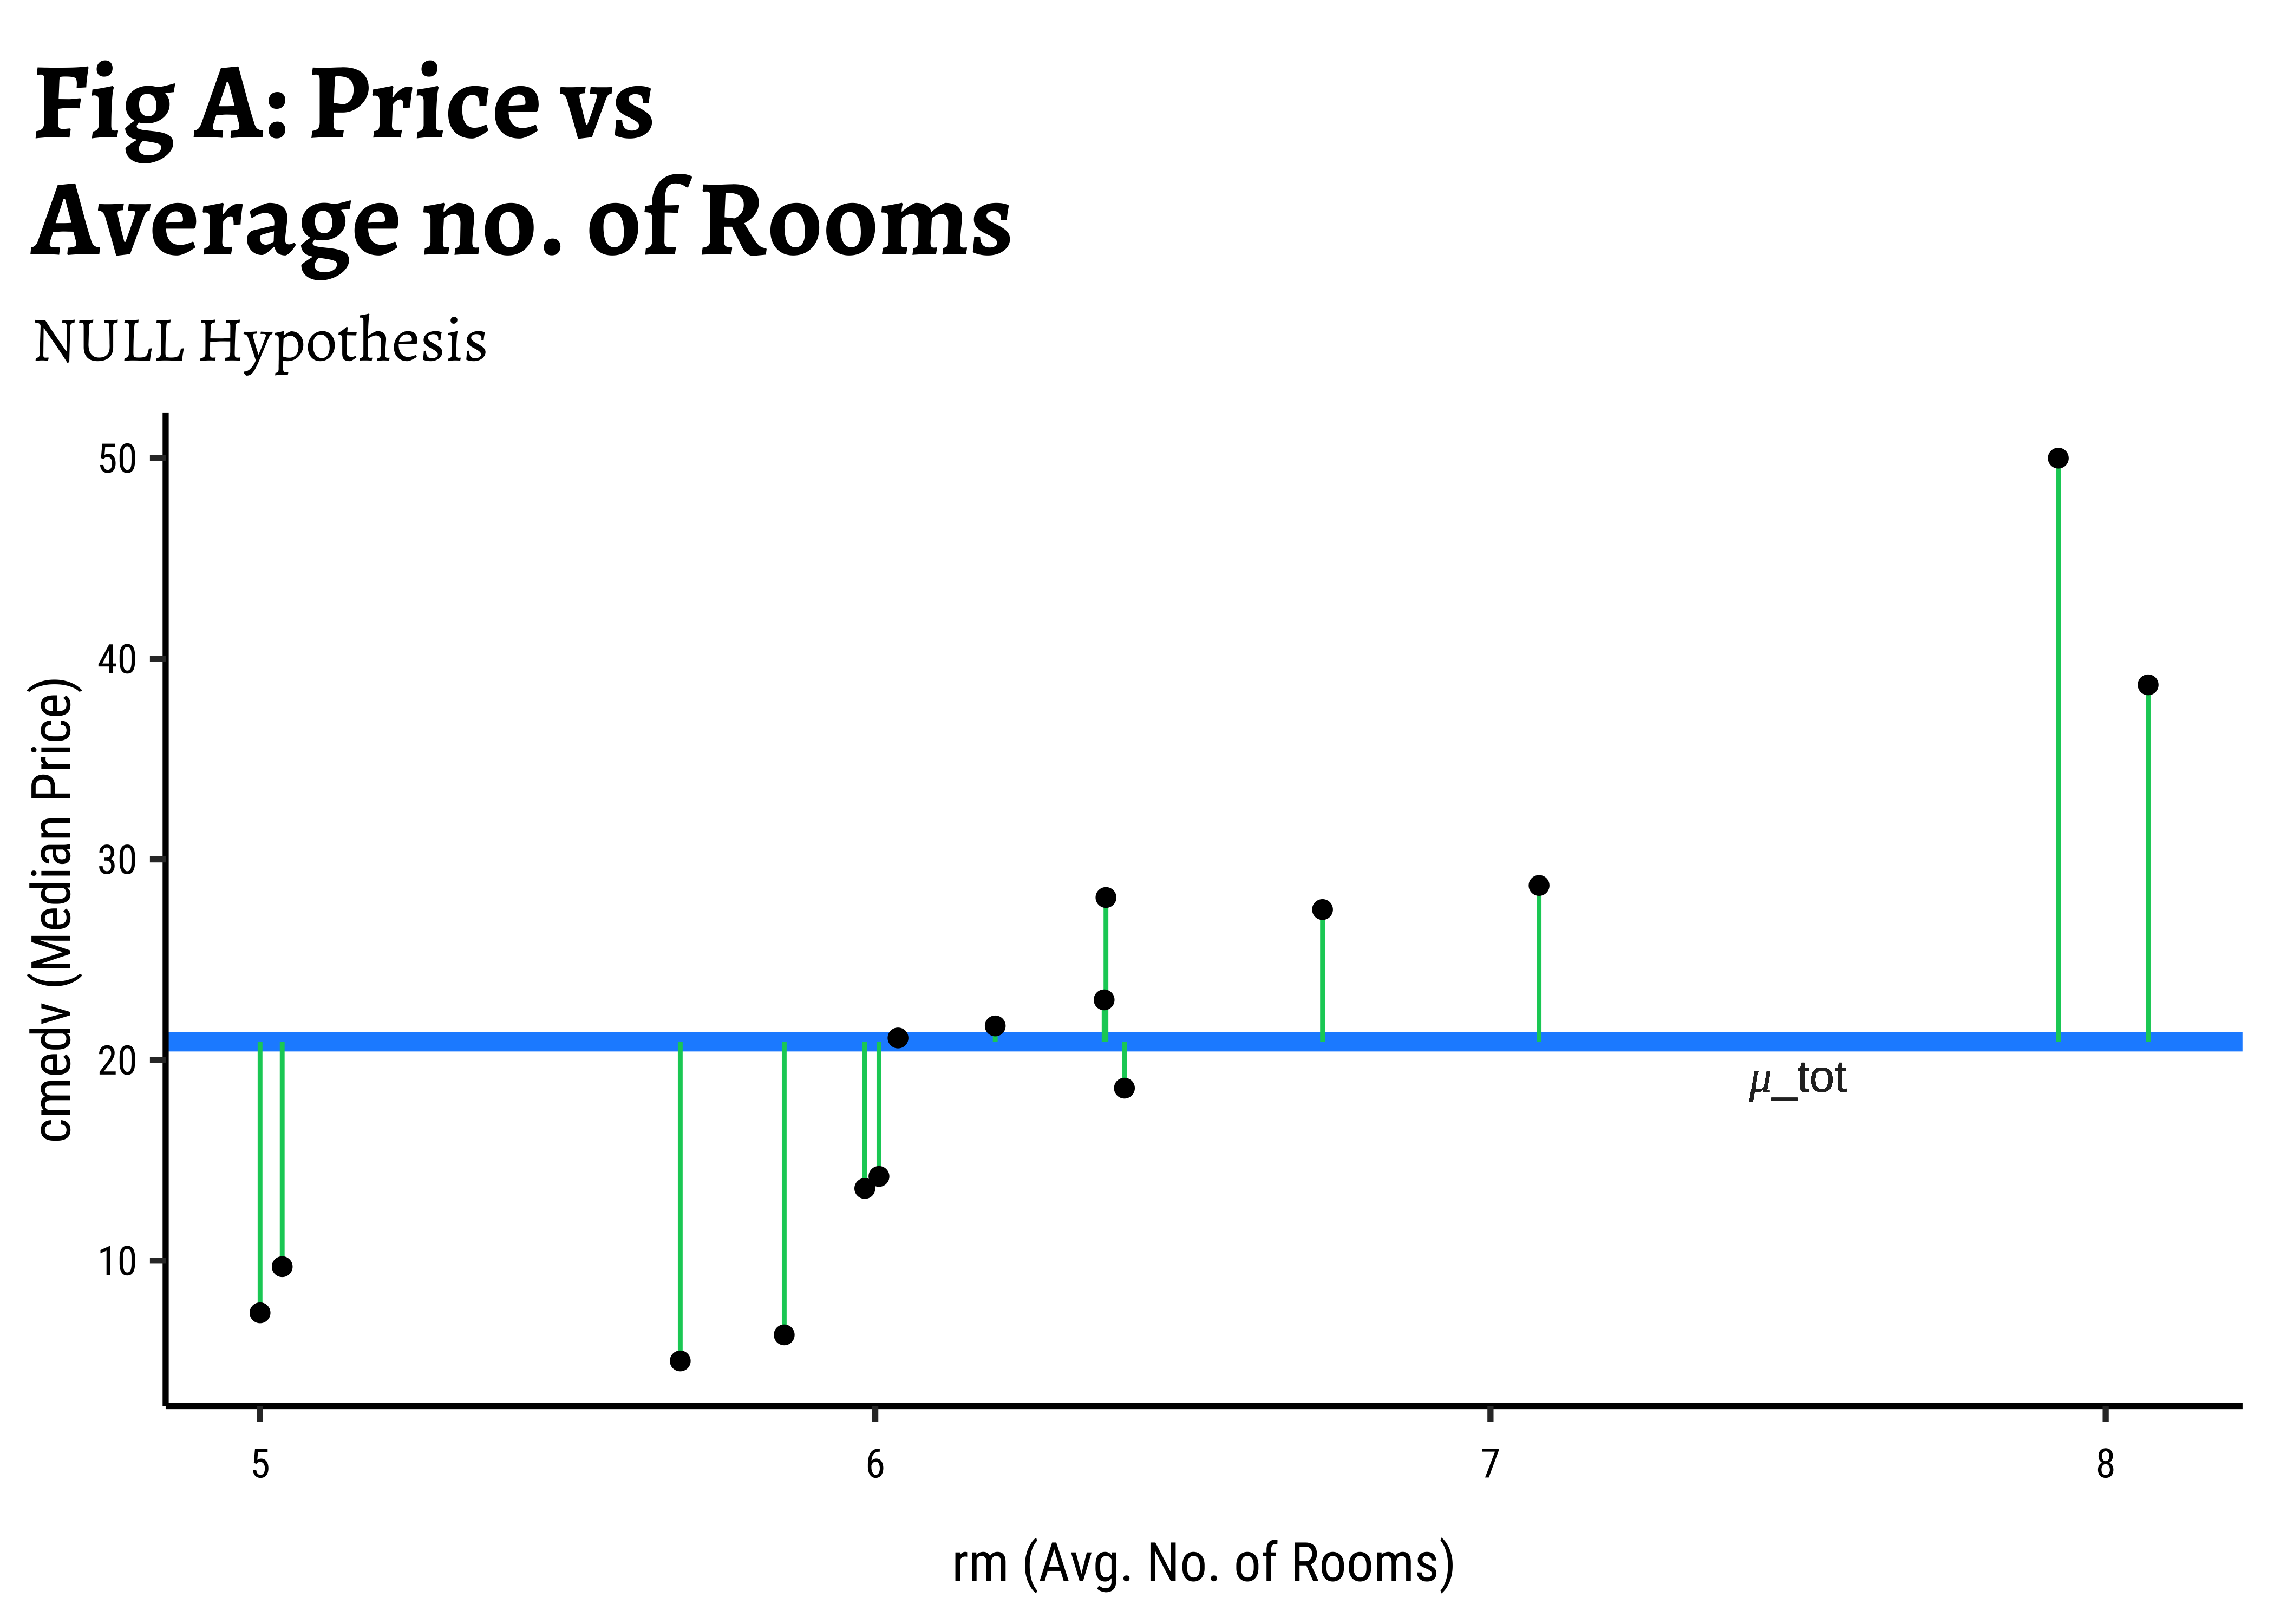 Fig A: Price vs
Average no. of Rooms
NULL Hypothesis
50
40
30
20
10
cmedv (Median Price)
μ_tot
5
6
7
8
rm (Avg. No. of Rooms)